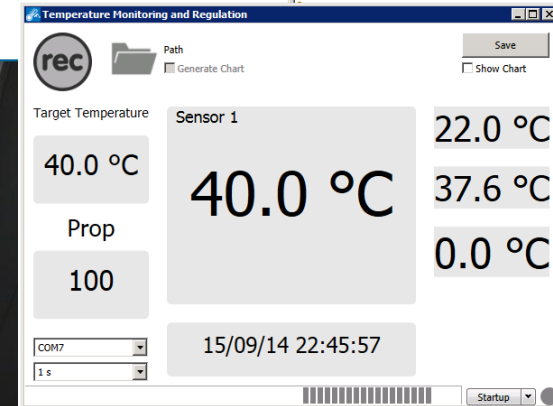 Temperature Monitoring and Regulation
rec
Path
Generate Chart
Save
Show Chart
Target Temperature
40.0 °C
Prop
100
Sensor 1
40.0 °C
22.0 °C
37.6 °C
0.0 °C
COM7
1 s
15/09/14 22:45:57
Startup